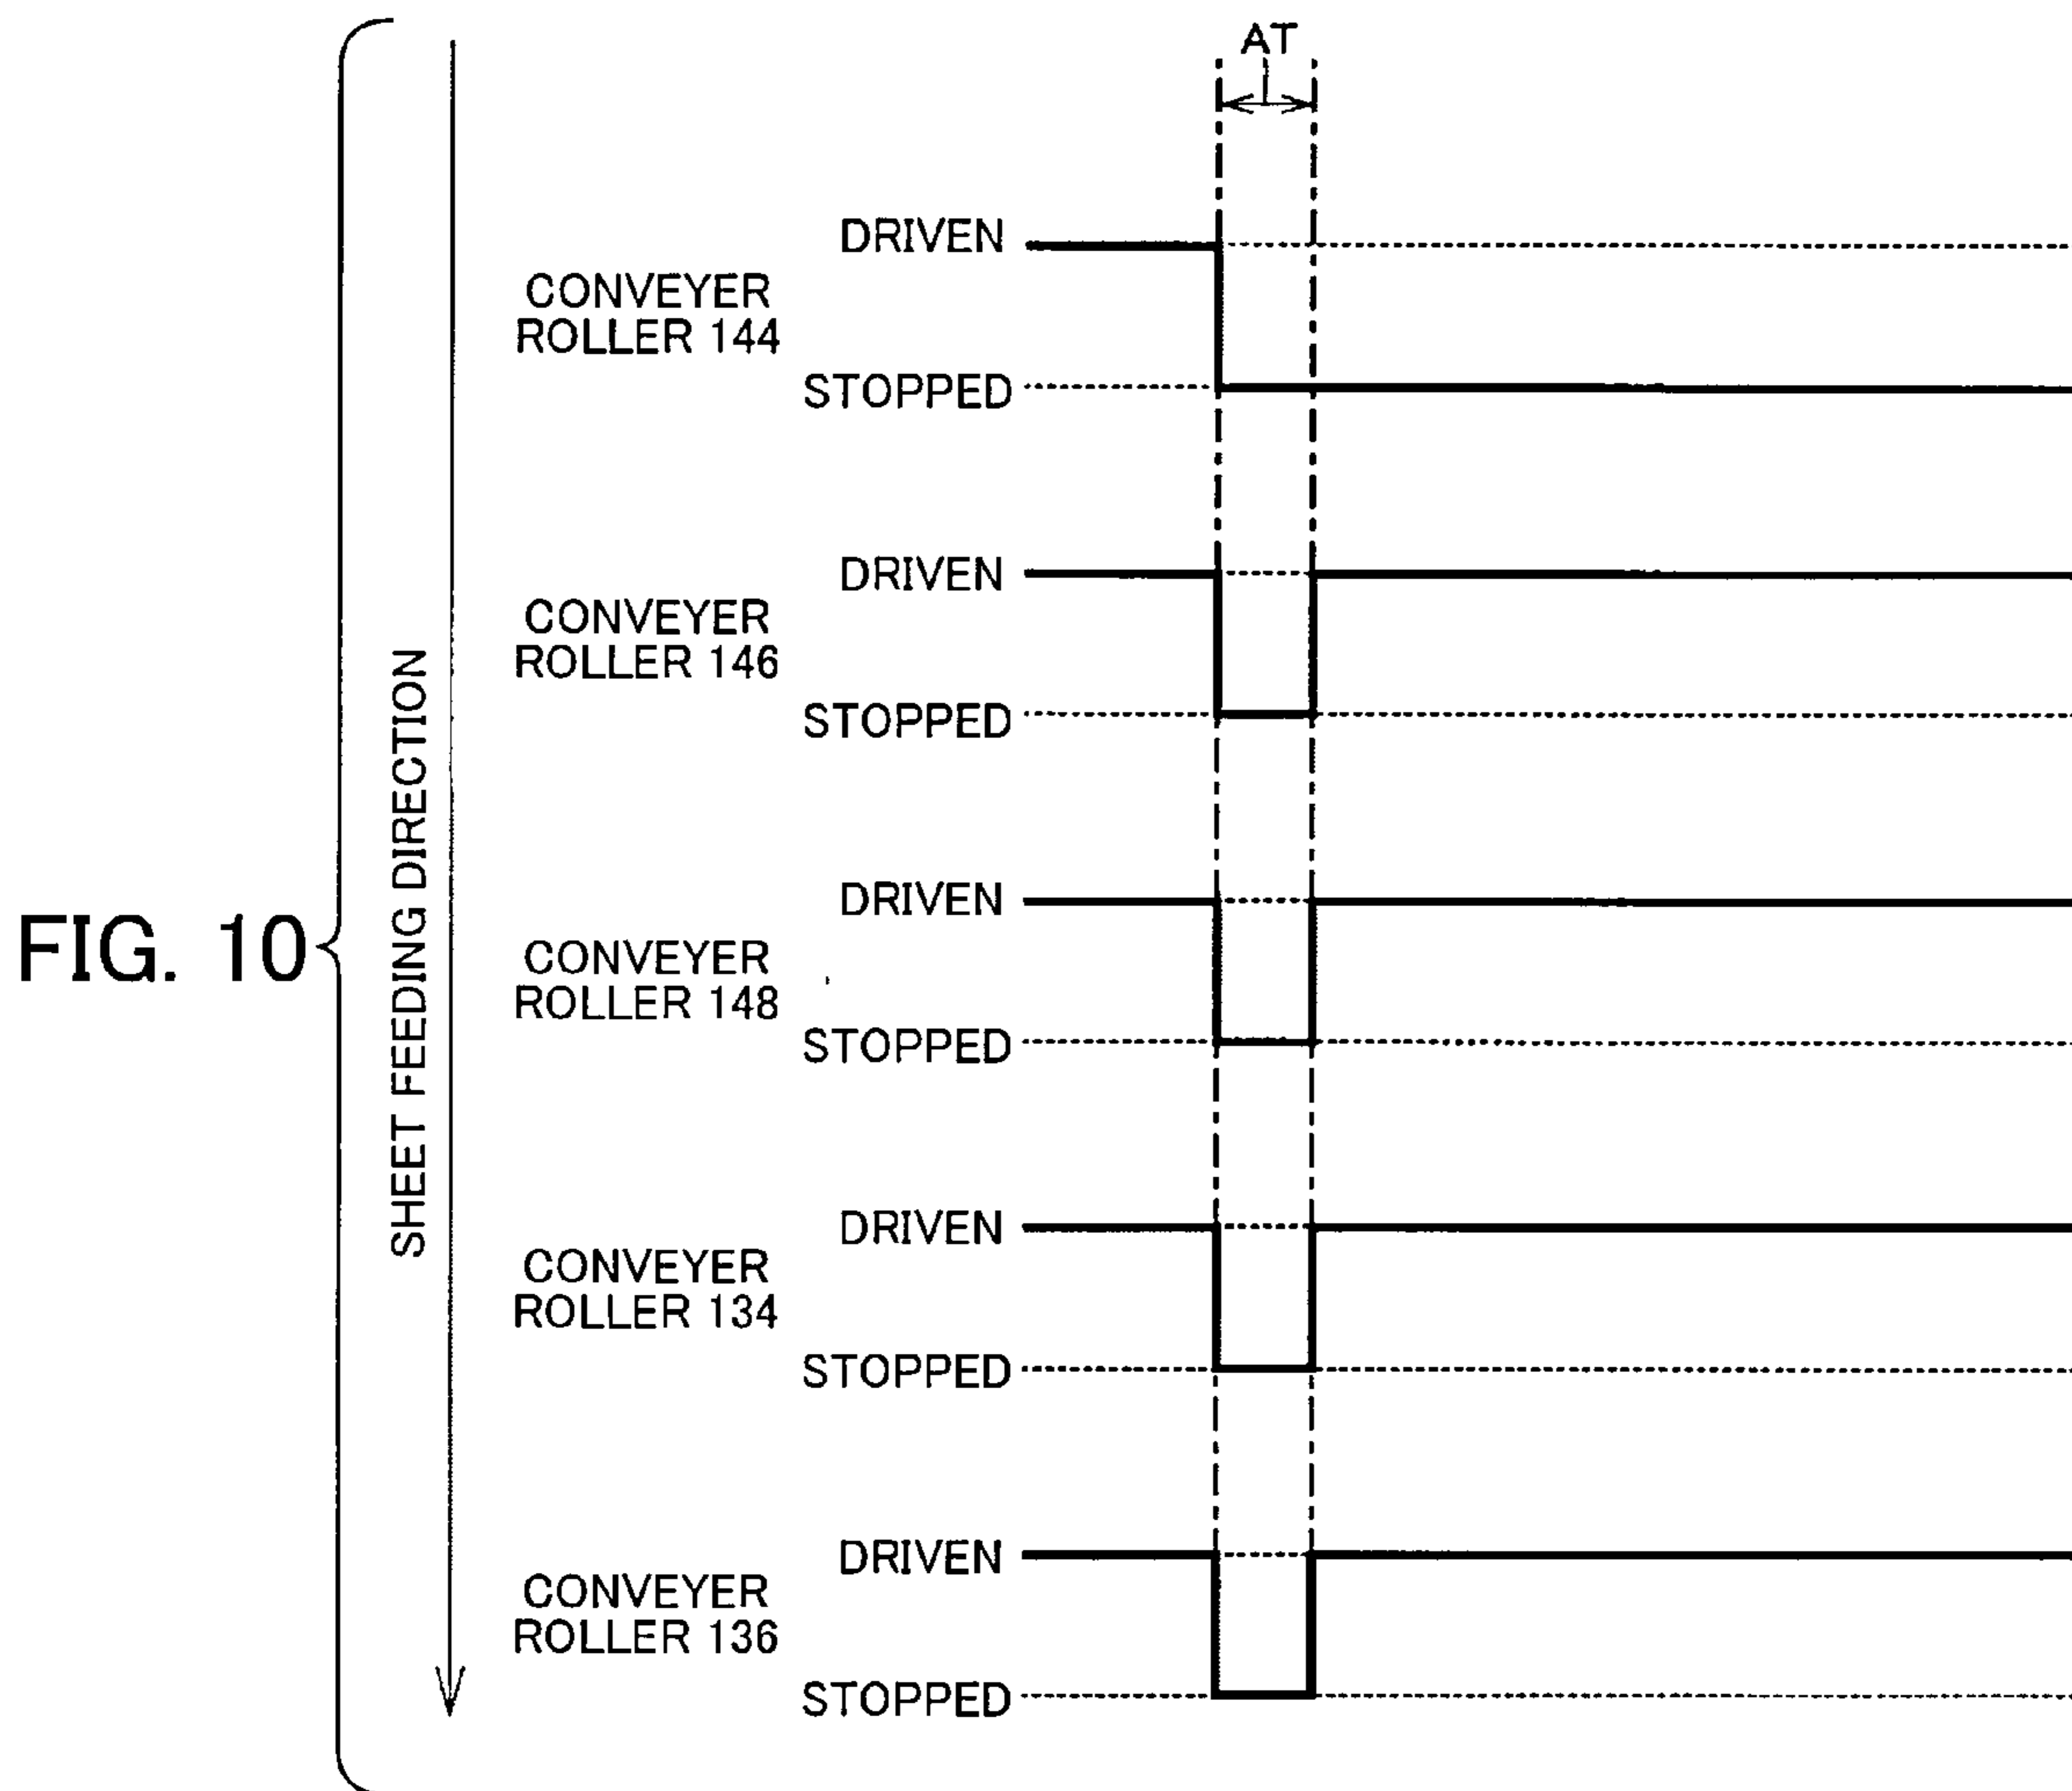 FIG. 10
SHEET FEEDING DIRECTION
AT
DRIVEN
CONVEYER
ROLLER 144
STOPPED
DRIVEN
CONVEYER
ROLLER 146
STOPPED
DRIVEN
CONVEYER
ROLLER 148
STOPPED
DRIVEN
CONVEYER
ROLLER 134
STOPPED
DRIVEN
CONVEYER
ROLLER 136
STOPPED